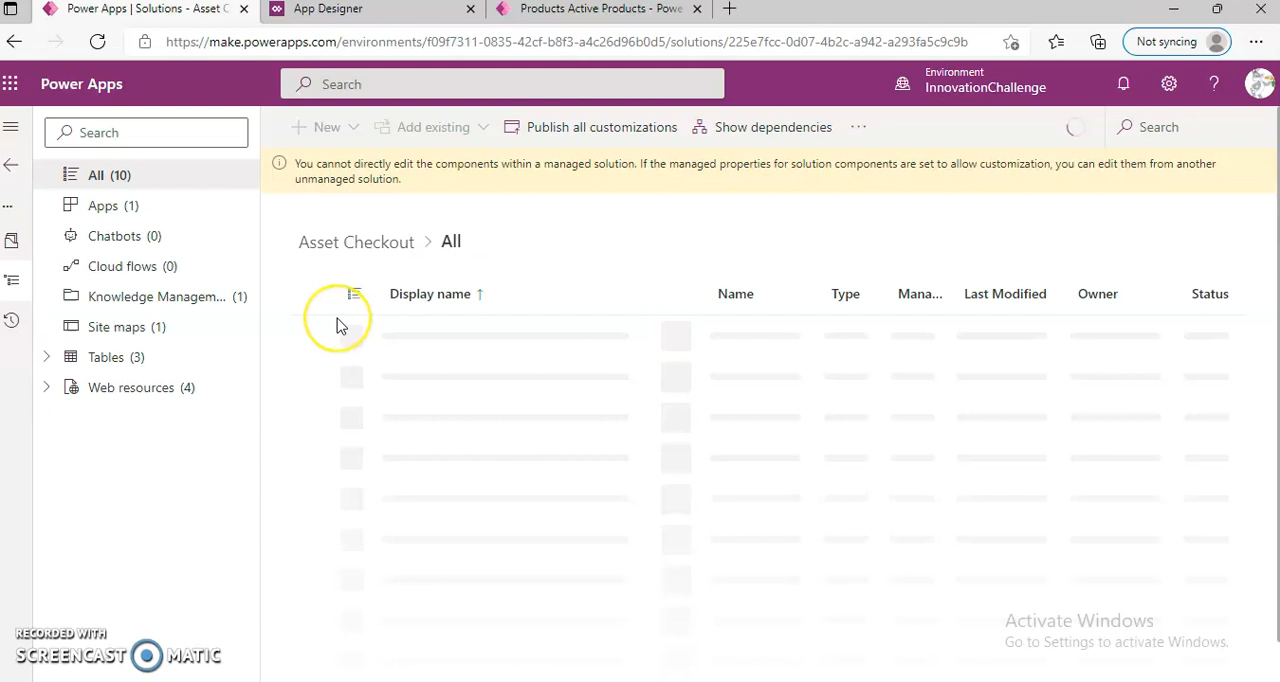 Power Apps | Solutions - Asset C
App Designer
Products Active Products - Powe
https://make.powerapps.com/environments/f09f7311-0835-42cf-b8f3-a4c26d96b0d5/solutions/225e7fcc-0d07-4b2c-a942-a293fa5c9c9b
Not syncing
Power Apps
Search
Environment
InnovationChallenge
Search
New
Add existing
Publish all customizations
Show dependencies
Search
You cannot directly edit the components within a managed solution. If the managed properties for solution components are set to allow customization, you can edit them from another
unmanaged solution.
All (10)
Apps (1)
Chatbots (0)
Cloud flows (0)
Knowledge Managem... (1)
Site maps (1)
Tables (3)
Web resources (4)
Asset Checkout > All
Display name ↑
Name
Type
Mana...
Last Modified
Owner
Status
Activate Windows
Go to Settings to activate Windows.
RECORDED WITH
SCREENCAST MATIC